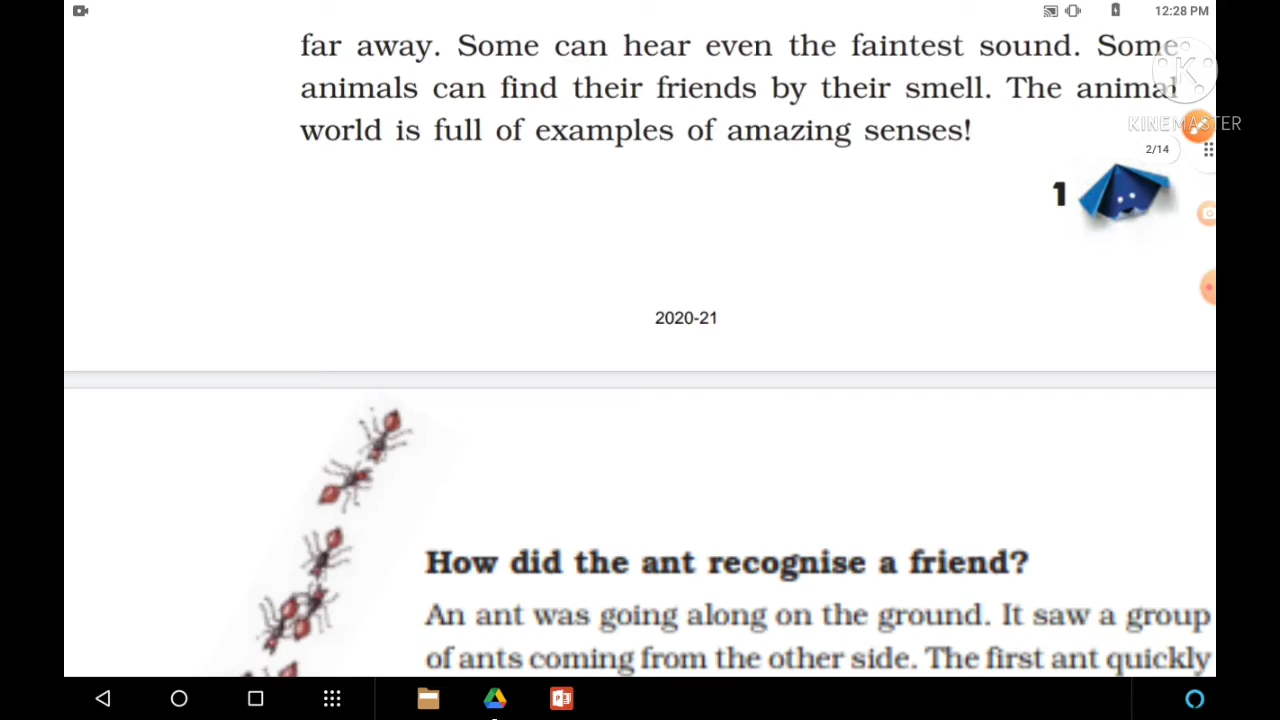 12:28 PM
far away. Some can hear even the faintest sound. Some
animals can find their friends by their smell. The animal
world is full of examples of amazing senses!
K
KINEMASTER
2/14
1
2020-21
How did the ant recognise a friend?
An ant was going along on the ground. It saw a group
of ants coming from the other side. The first ant quickly